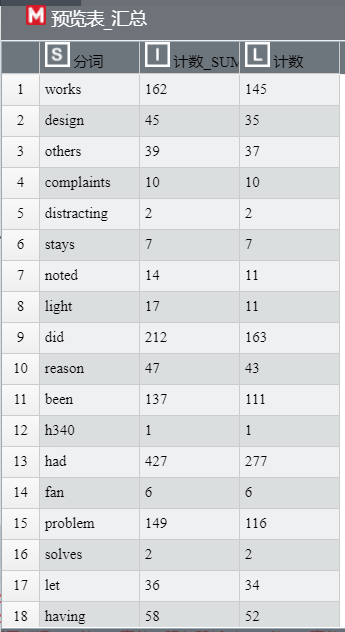 M 预览表_汇总
S 分词 I 计数_SUM L 计数
1 works 162 145
2 design 45 35
3 others 39 37
4 complaints 10 10
5 distracting 2 2
6 stays 7 7
7 noted 14 11
8 light 17 11
9 did 212 163
10 reason 47 43
11 been 137 111
12 h340 1 1
13 had 427 277
14 fan 6 6
15 problem 149 116
16 solves 2 2
17 let 36 34
18 having 58 52